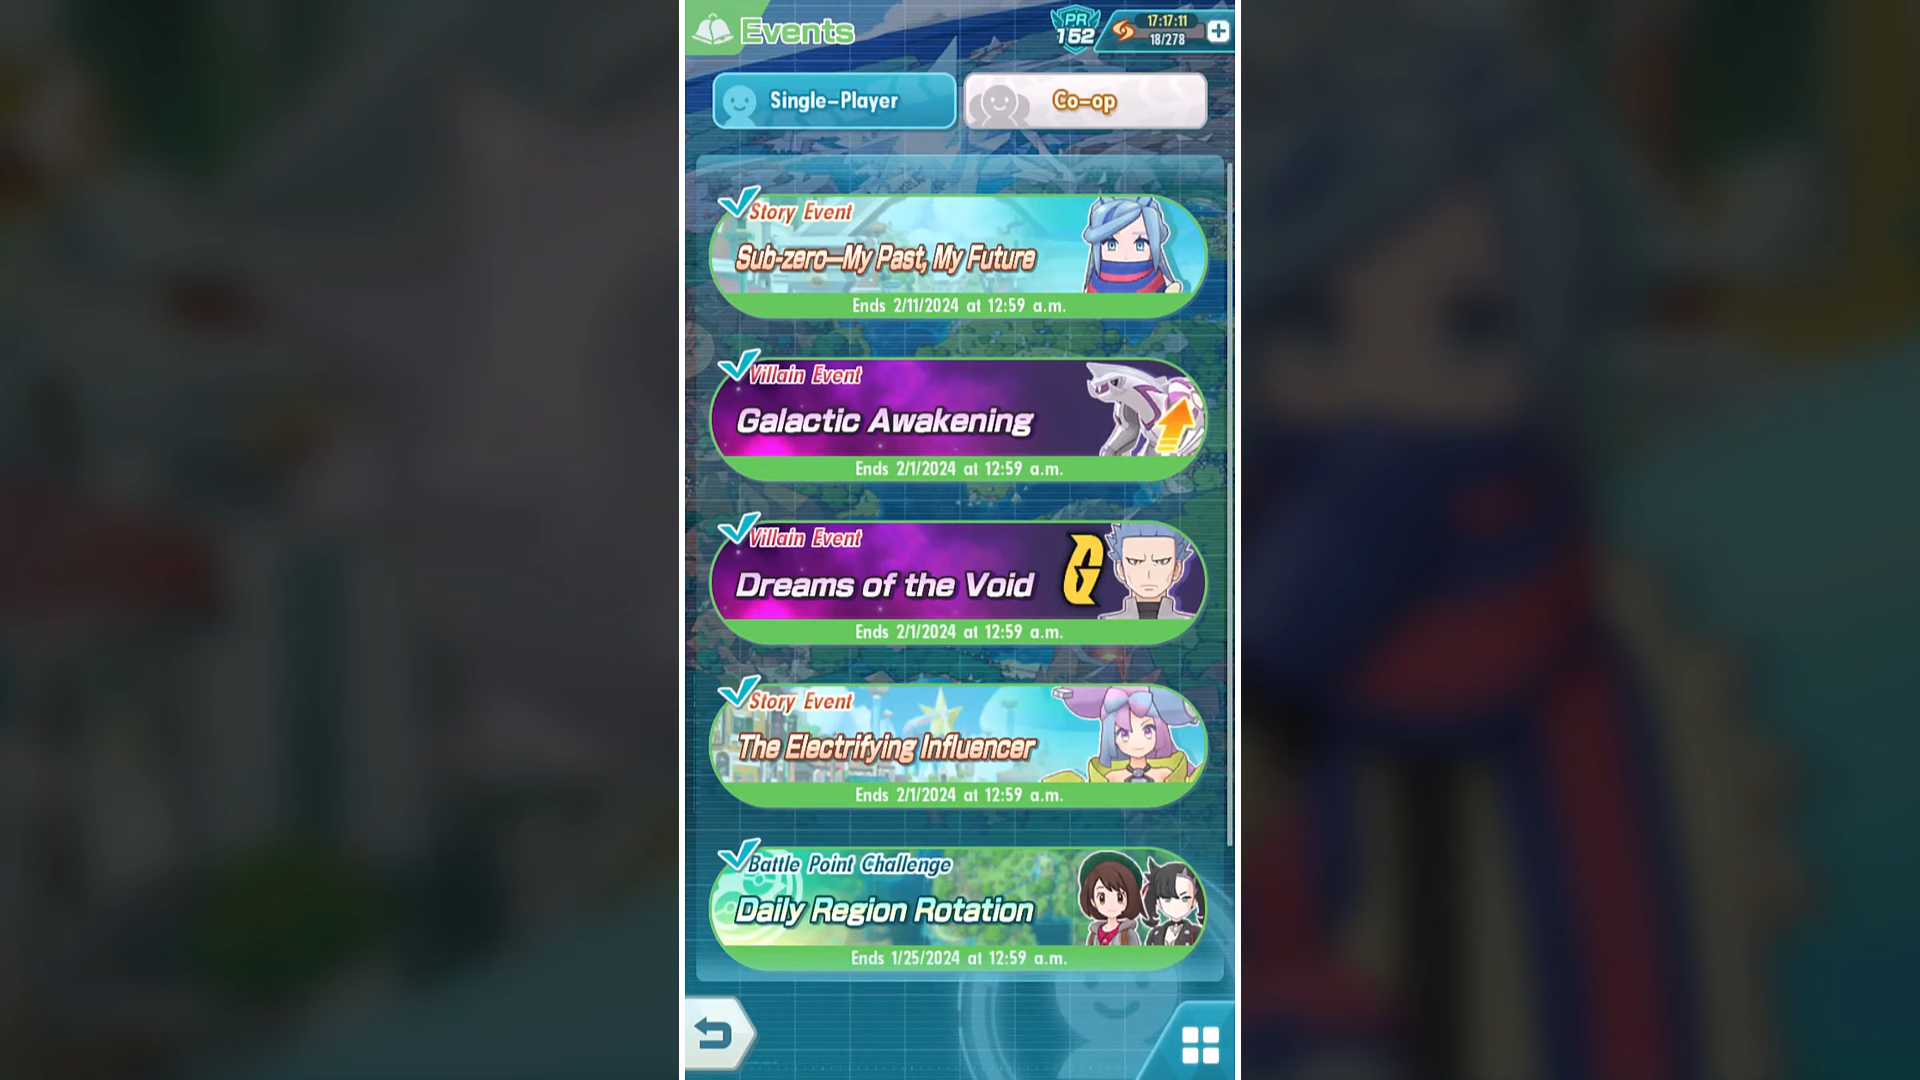 Events
PR
152
17:17:11
18/278
Single-Player
Co-op
Story Event
Sub-zero—My Past, My Future
Ends 2/11/2024 at 12:59 a.m.
Villain Event
Galactic Awakening
Ends 2/1/2024 at 12:59 a.m.
Villain Event
Dreams of the Void
G
Ends 2/1/2024 at 12:59 a.m.
Story Event
The Electrifying Influencer
Ends 2/1/2024 at 12:59 a.m.
Battle Point Challenge
Daily Region Rotation
Ends 1/25/2024 at 12:59 a.m.